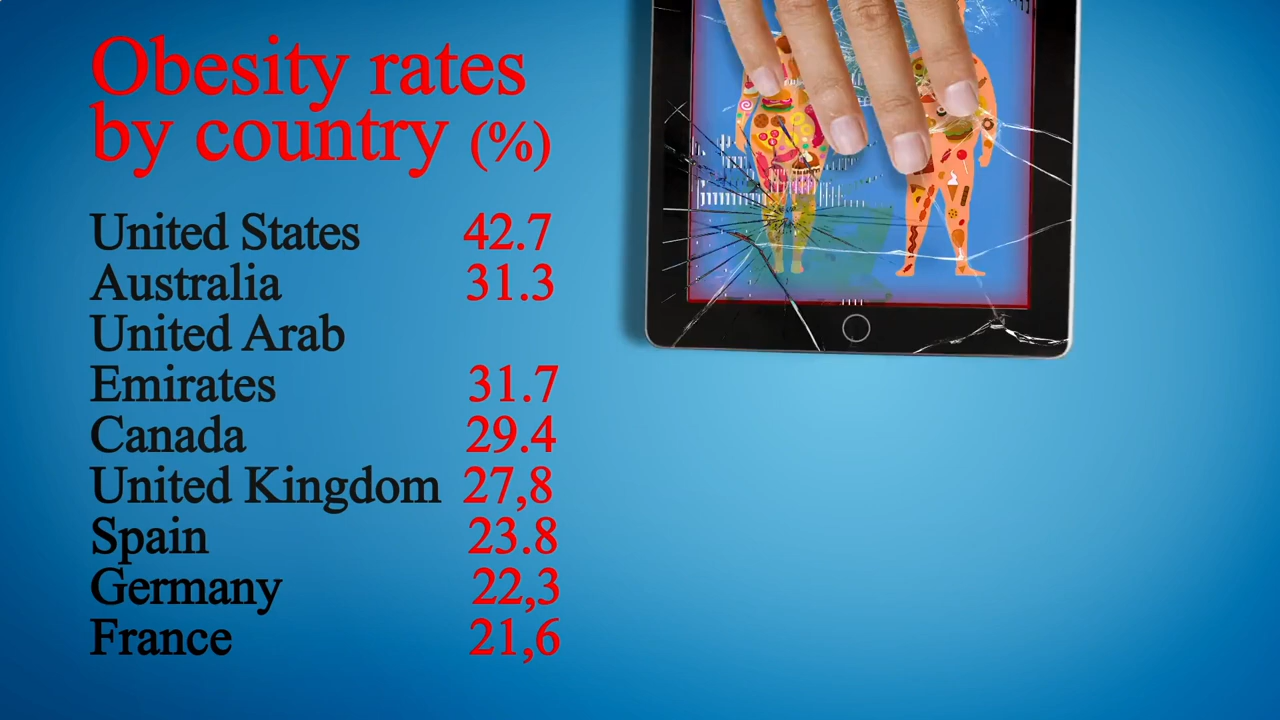 Obesity rates
by country (%)
United States 42.7
Australia 31.3
United Arab
Emirates 31.7
Canada 29.4
United Kingdom 27,8
Spain 23.8
Germany 22,3
France 21,6